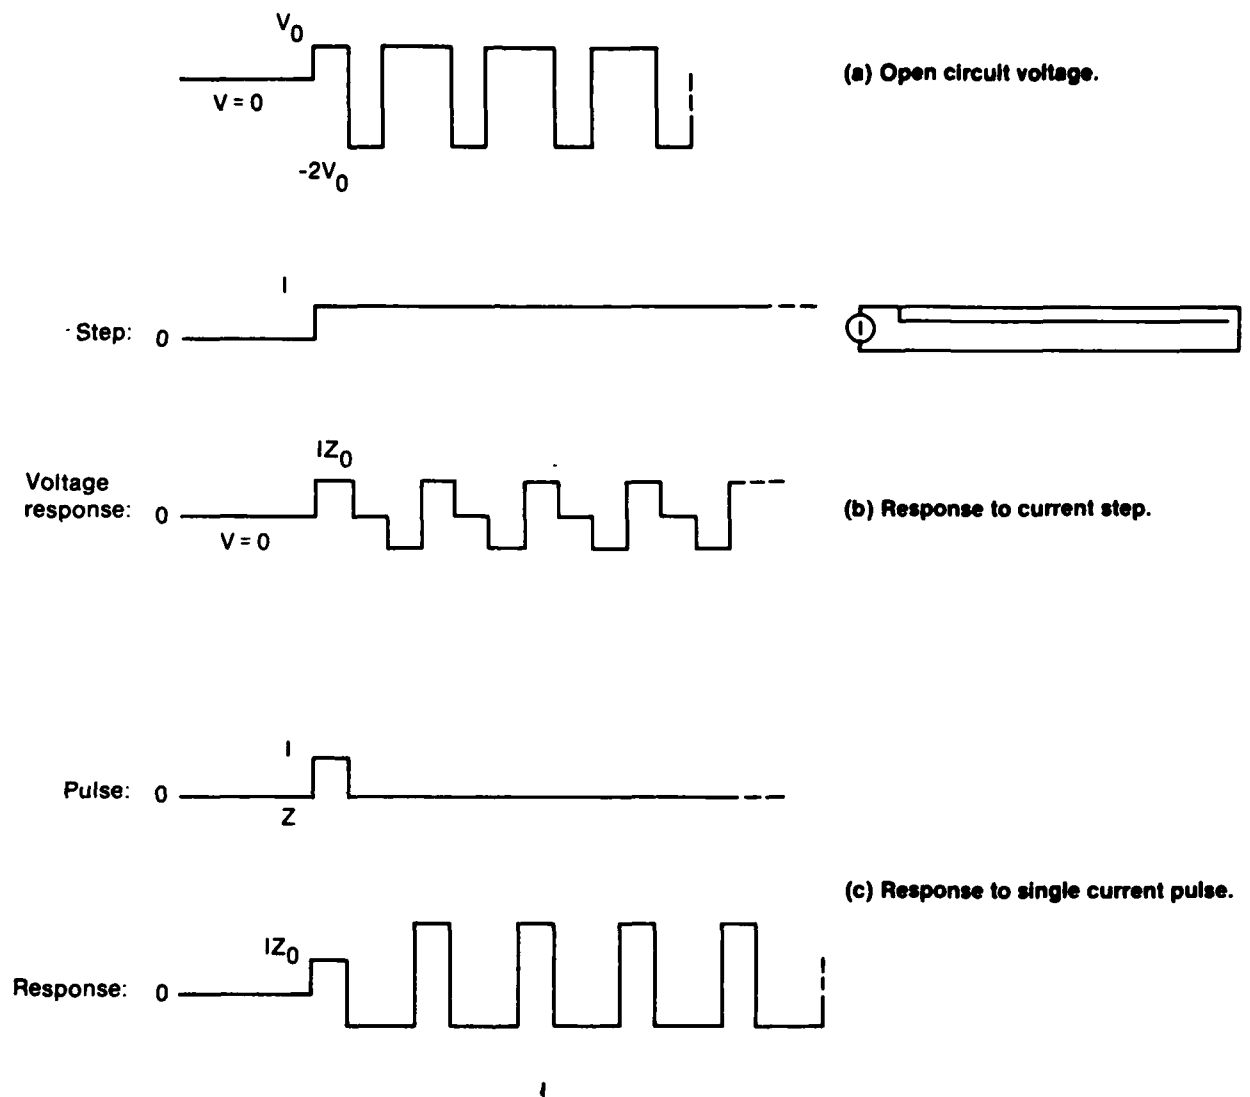 V0
(a) Open circuit voltage.
V = 0
-2V0
I
Step: 0
I
IZ0
Voltage
response: 0
(b) Response to current step.
V = 0
I
Pulse: 0
Z
(c) Response to single current pulse.
IZ0
Response: 0